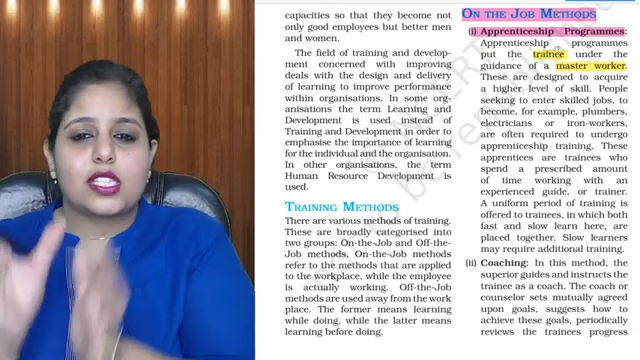 capacities so that they become not
only good employees but better men
and women.
The field of training and develop-
ment concerned with improving
deals with the design and delivery
of learning to improve performance
within organisations. In some org-
anisations the term Learning and
Development is used instead of
Training and Development in order to
emphasise the importance of learning
for the individual and the organisation.
In other organisations, the term
Human Resource Development is
used.
TRAINING METHODS
There are various methods of training.
These are broadly categorised into
two groups: On-the-Job and Off-the-
Job methods. On-the-Job methods
refer to the methods that are applied
to the workplace, while the employee
is actually working. Off-the-Job
methods are used away from the work
place. The former means learning
while doing, while the latter means
learning before doing.
ON THE JOB METHODS
(i) Apprenticeship Programmes:
Apprenticeship programmes
put the trainee under the
guidance of a master worker.
These are designed to acquire
a higher level of skill. People
seeking to enter skilled jobs, to
become, for example, plumbers,
electricians or iron-workers,
are often required to undergo
apprenticeship training. These
apprentices are trainees who
spend a prescribed amount
of time working with an
experienced guide, or trainer.
A uniform period of training is
offered to trainees, in which both
fast and slow learn here, are
placed together. Slow learners
may require additional training.
(ii) Coaching: In this method, the
superior guides and instructs the
trainee as a coach. The coach or
counselor sets mutually agreed
upon goals, suggests how to
achieve these goals, periodically
reviews the trainees progress